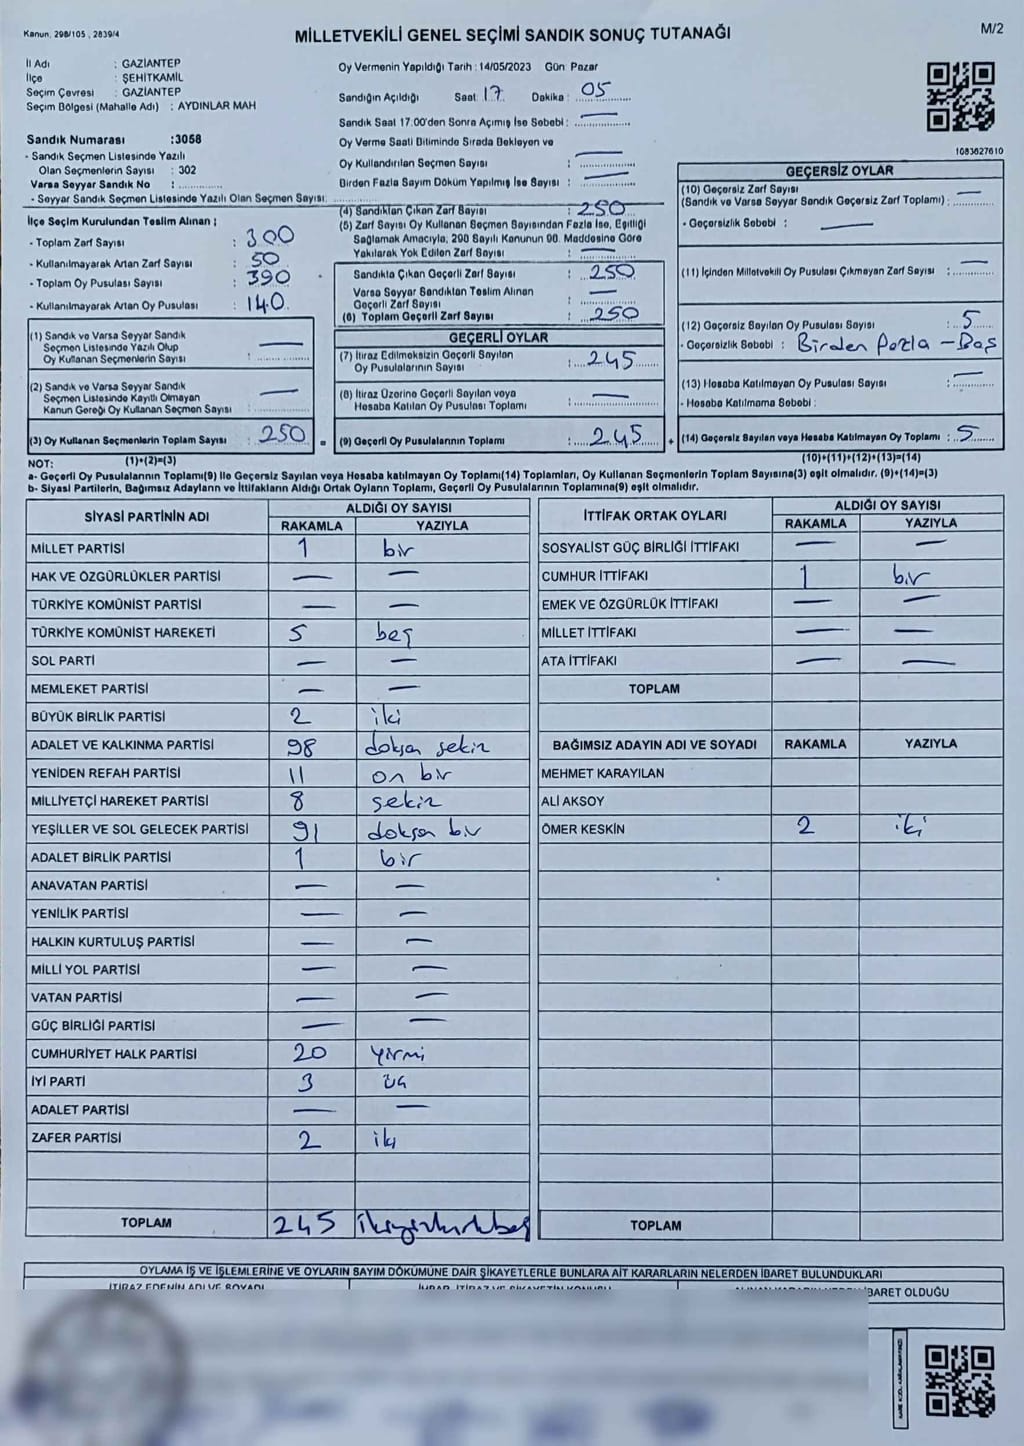 Kanun, 298/105 , 2839/4
MİLLETVEKİLİ GENEL SEÇİMİ SANDIK SONUÇ TUTANAĞI
M/2
İl Adı : GAZİANTEP
İlçe : ŞEHİTKAMİL
Seçim Çevresi : GAZİANTEP
Seçim Bölgesi (Mahalle Adı) : AYDINLAR MAH
Sandık Numarası :3058
- Sandık Seçmen Listesinde Yazılı
Olan Seçmenlerin Sayısı : 302
Varsa Seyyar Sandık No :
- Seyyar Sandık Seçmen Listesinde Yazılı Olan Seçmen Sayısı:
İlçe Seçim Kurulundan Teslim Alınan ;
- Toplam Zarf Sayısı : 300
- Kullanılmayarak Artan Zarf Sayısı : 50
- Toplam Oy Pusulası Sayısı : 390
- Kullanılmayarak Artan Oy Pusulası : 140
(1) Sandık ve Varsa Seyyar Sandık
Seçmen Listesinde Yazılı Olup
Oy Kullanan Seçmenlerin Sayısı : —
(2) Sandık ve Varsa Seyyar Sandık
Seçmen Listesinde Kayıtlı Olmayan
Kanun Gereği Oy Kullanan Seçmen Sayısı : —
(3) Oy Kullanan Seçmenlerin Toplam Sayısı : 250 =
Oy Vermenin Yapıldığı Tarih : 14/05/2023 Gün: Pazar
Sandığın Açıldığı Saat: 17 Dakika : 05
Sandık Saat 17.00'den Sonra Açılmış İse Sebebi : —
Oy Verme Saati Bitiminde Sırada Bekleyen ve
Oy Kullandırılan Seçmen Sayısı : —
Birden Fazla Sayım Döküm Yapılmış İse Sayısı : —
(4) Sandıktan Çıkan Zarf Sayısı : 250
(5) Zarf Sayısı Oy Kullanan Seçmen Sayısından Fazla İse, Eşitliği
Sağlamak Amacıyla, 298 Sayılı Kanunun 98. Maddesine Göre
Yakılarak Yok Edilen Zarf Sayısı : —
Sandıkta Çıkan Geçerli Zarf Sayısı : 250
Varsa Seyyar Sandıktan Teslim Alınan
Geçerli Zarf Sayısı : —
(6) Toplam Geçerli Zarf Sayısı : 250
GEÇERLİ OYLAR
(7) İtiraz Edilmeksizin Geçerli Sayılan
Oy Pusulalarının Sayısı : 245
(8) İtiraz Üzerine Geçerli Sayılan veya
Hesaba Katılan Oy Pusulası Toplamı : —
(9) Geçerli Oy Pusulalarının Toplamı : 245 +
1083627610
GEÇERSİZ OYLAR
(10) Geçersiz Zarf Sayısı
(Sandık ve Varsa Seyyar Sandık Geçersiz Zarf Toplamı) : —
- Geçersizlik Sebebi : —
(11) İçinden Milletvekili Oy Pusulası Çıkmayan Zarf Sayısı : —
(12) Geçersiz Sayılan Oy Pusulası Sayısı : 5
- Geçersizlik Sebebi : Birden Fazla - Boş
(13) Hesaba Katılmayan Oy Pusulası Sayısı : —
- Hesaba Katılmama Sebebi :
(14) Geçersiz Sayılan veya Hesaba Katılmayan Oy Toplamı : 5
NOT: (1)+(2)=(3) (10)+(11)+(12)+(13)=(14)
a- Geçerli Oy Pusulalarının Toplamı(9) İle Geçersiz Sayılan veya Hesaba katılmayan Oy Toplamı(14) Toplamları, Oy Kullanan Seçmenlerin Toplam Sayısına(3) eşit olmalıdır. (9)+(14)=(3)
b- Siyasi Partilerin, Bağımsız Adayların ve İttifakların Aldığı Ortak Oyların Toplamı, Geçerli Oy Pusulalarının Toplamına(9) eşit olmalıdır.
SİYASİ PARTİNİN ADI ALDIĞI OY SAYISI
RAKAMLA YAZIYLA
MİLLET PARTİSİ 1 bir
HAK VE ÖZGÜRLÜKLER PARTİSİ — —
TÜRKİYE KOMÜNİST PARTİSİ — —
TÜRKİYE KOMÜNİST HAREKETİ 5 beş
SOL PARTİ — —
MEMLEKET PARTİSİ — —
BÜYÜK BİRLİK PARTİSİ 2 iki
ADALET VE KALKINMA PARTİSİ 98 doksan sekiz
YENİDEN REFAH PARTİSİ 11 on bir
MİLLİYETÇİ HAREKET PARTİSİ 8 sekiz
YEŞİLLER VE SOL GELECEK PARTİSİ 91 doksan bir
ADALET BİRLİK PARTİSİ 1 bir
ANAVATAN PARTİSİ — —
YENİLİK PARTİSİ — —
HALKIN KURTULUŞ PARTİSİ — —
MİLLİ YOL PARTİSİ — —
VATAN PARTİSİ — —
GÜÇ BİRLİĞİ PARTİSİ — —
CUMHURİYET HALK PARTİSİ 20 yirmi
İYİ PARTİ 3 üç
ADALET PARTİSİ — —
ZAFER PARTİSİ 2 iki
TOPLAM 245 ikiyüzkırkbeş
İTTİFAK ORTAK OYLARI ALDIĞI OY SAYISI
RAKAMLA YAZIYLA
SOSYALİST GÜÇ BİRLİĞİ İTTİFAKI — —
CUMHUR İTTİFAKI 1 bir
EMEK VE ÖZGÜRLÜK İTTİFAKI — —
MİLLET İTTİFAKI — —
ATA İTTİFAKI — —
TOPLAM
BAĞIMSIZ ADAYIN ADI VE SOYADI RAKAMLA YAZIYLA
MEHMET KARAYILAN
ALİ AKSOY
ÖMER KESKİN 2 iki
TOPLAM
OYLAMA İŞ VE İŞLEMLERİNE VE OYLARIN SAYIM DÖKÜMÜNE DAİR ŞİKAYETLERLE BUNLARA AİT KARARLARIN NELERDEN İBARET BULUNDUKLARI
İTİRAZ EDENİN ADI VE SOYADI
BARET OLDUĞU